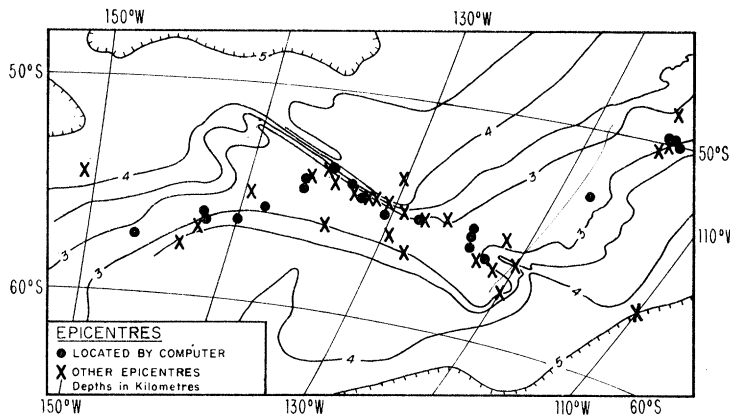 150°W 130°W
50°S
5
4
4
3
50°S
3
3
3
110°W
60°S
4
5
4
EPICENTRES
● LOCATED BY COMPUTER
X OTHER EPICENTRES
Depths in Kilometres
150°W 130°W 110°W 60°S